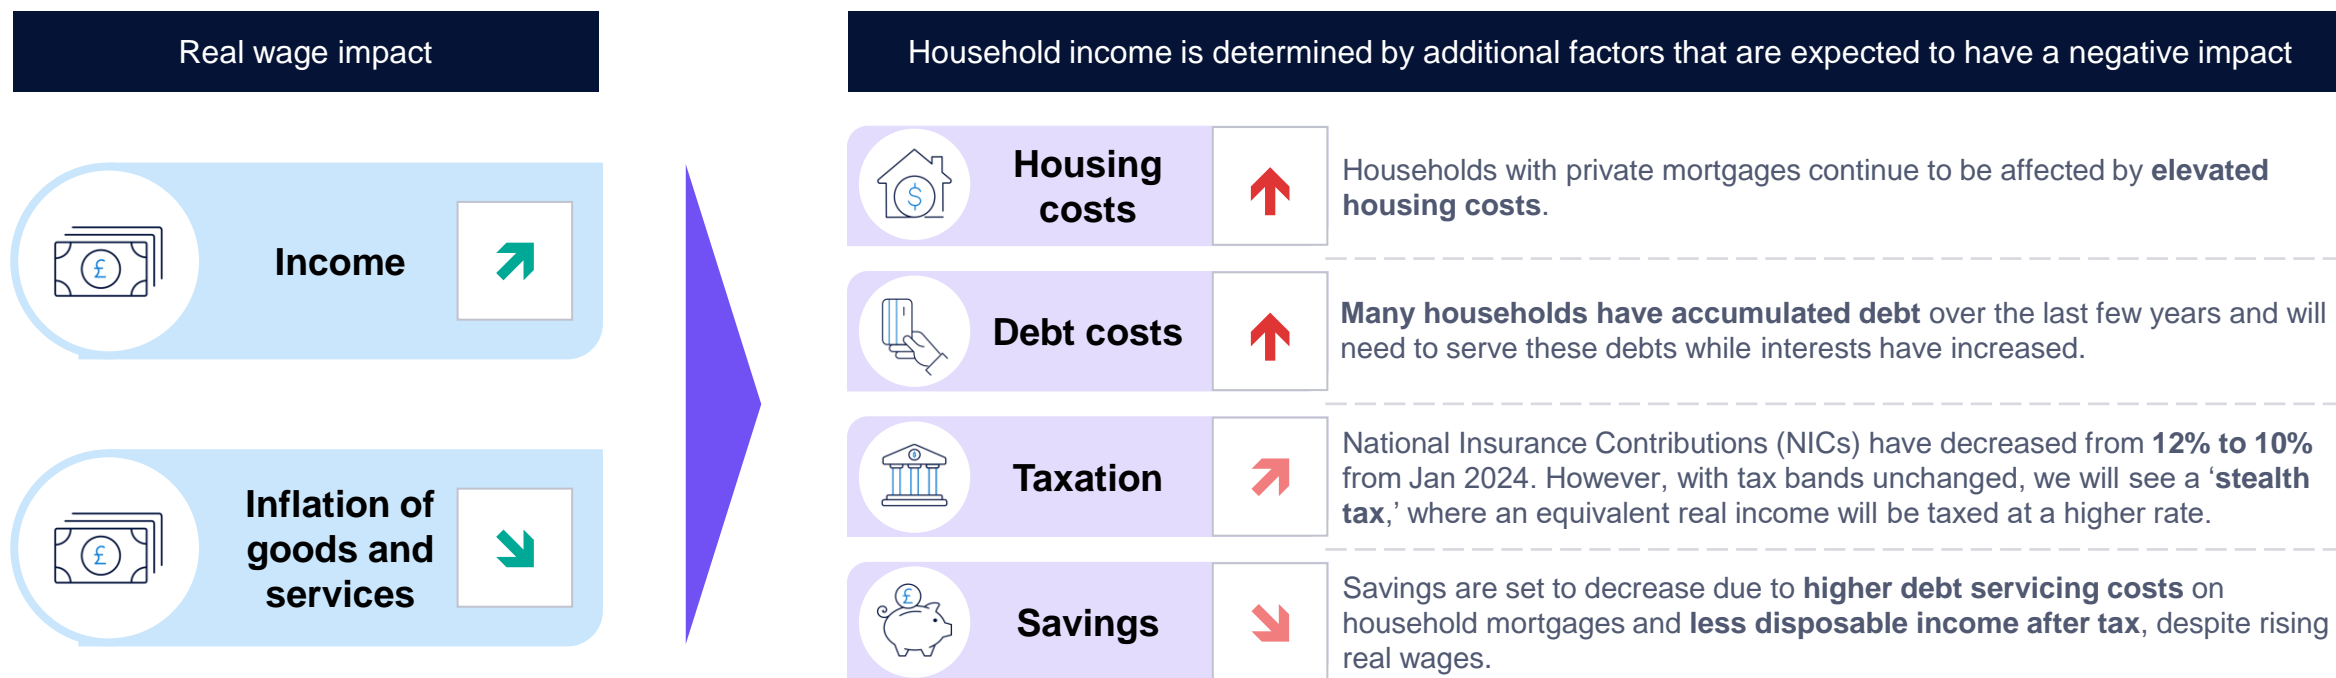 Real wage impact
Income
Inflation of
goods and
services
Household income is determined by additional factors that are expected to have a negative impact
Housing
costs
Households with private mortgages continue to be affected by elevated
housing costs.
Debt costs
Many households have accumulated debt over the last few years and will
need to serve these debts while interests have increased.
Taxation
National Insurance Contributions (NICs) have decreased from 12% to 10%
from Jan 2024. However, with tax bands unchanged, we will see a ‘stealth
tax,’ where an equivalent real income will be taxed at a higher rate.
Savings
Savings are set to decrease due to higher debt servicing costs on
household mortgages and less disposable income after tax, despite rising
real wages.